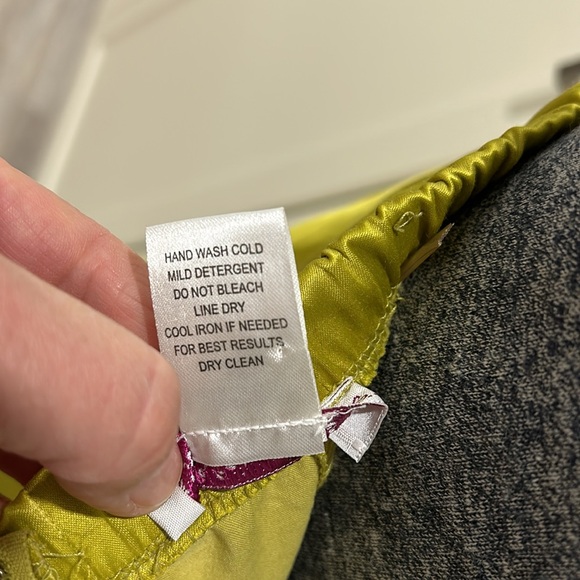 HAND WASH COLD
MILD DETERGENT
DO NOT BLEACH
LINE DRY
COOL IRON IF NEEDED
FOR BEST RESULTS
DRY CLEAN